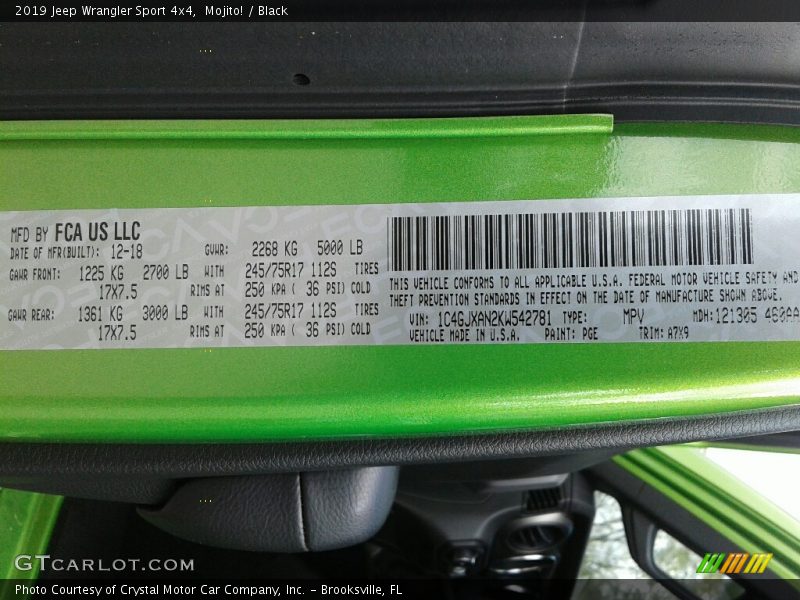 2019 Jeep Wrangler Sport 4x4, Mojito! / Black
MFD BY FCA US LLC
DATE OF MFR(BUILT): 12-18 GVWR: 2268 KG 5000 LB
GAWR FRONT: 1225 KG 2700 LB WITH 245/75R17 112S TIRES
17X7.5 RIMS AT 250 KPA ( 36 PSI) COLD
GAWR REAR: 1361 KG 3000 LB WITH 245/75R17 112S TIRES
17X7.5 RIMS AT 250 KPA ( 36 PSI) COLD
THIS VEHICLE CONFORMS TO ALL APPLICABLE U.S.A. FEDERAL MOTOR VEHICLE SAFETY AND
THEFT PREVENTION STANDARDS IN EFFECT ON THE DATE OF MANUFACTURE SHOWN ABOVE.
VIN: 1C4GJXAN2KW542781 TYPE: MPV MDH:121305 460AA
VEHICLE MADE IN U.S.A. PAINT: PGE TRIM: A7X9
GTCARLOT.COM
Photo Courtesy of Crystal Motor Car Company, Inc. - Brooksville, FL